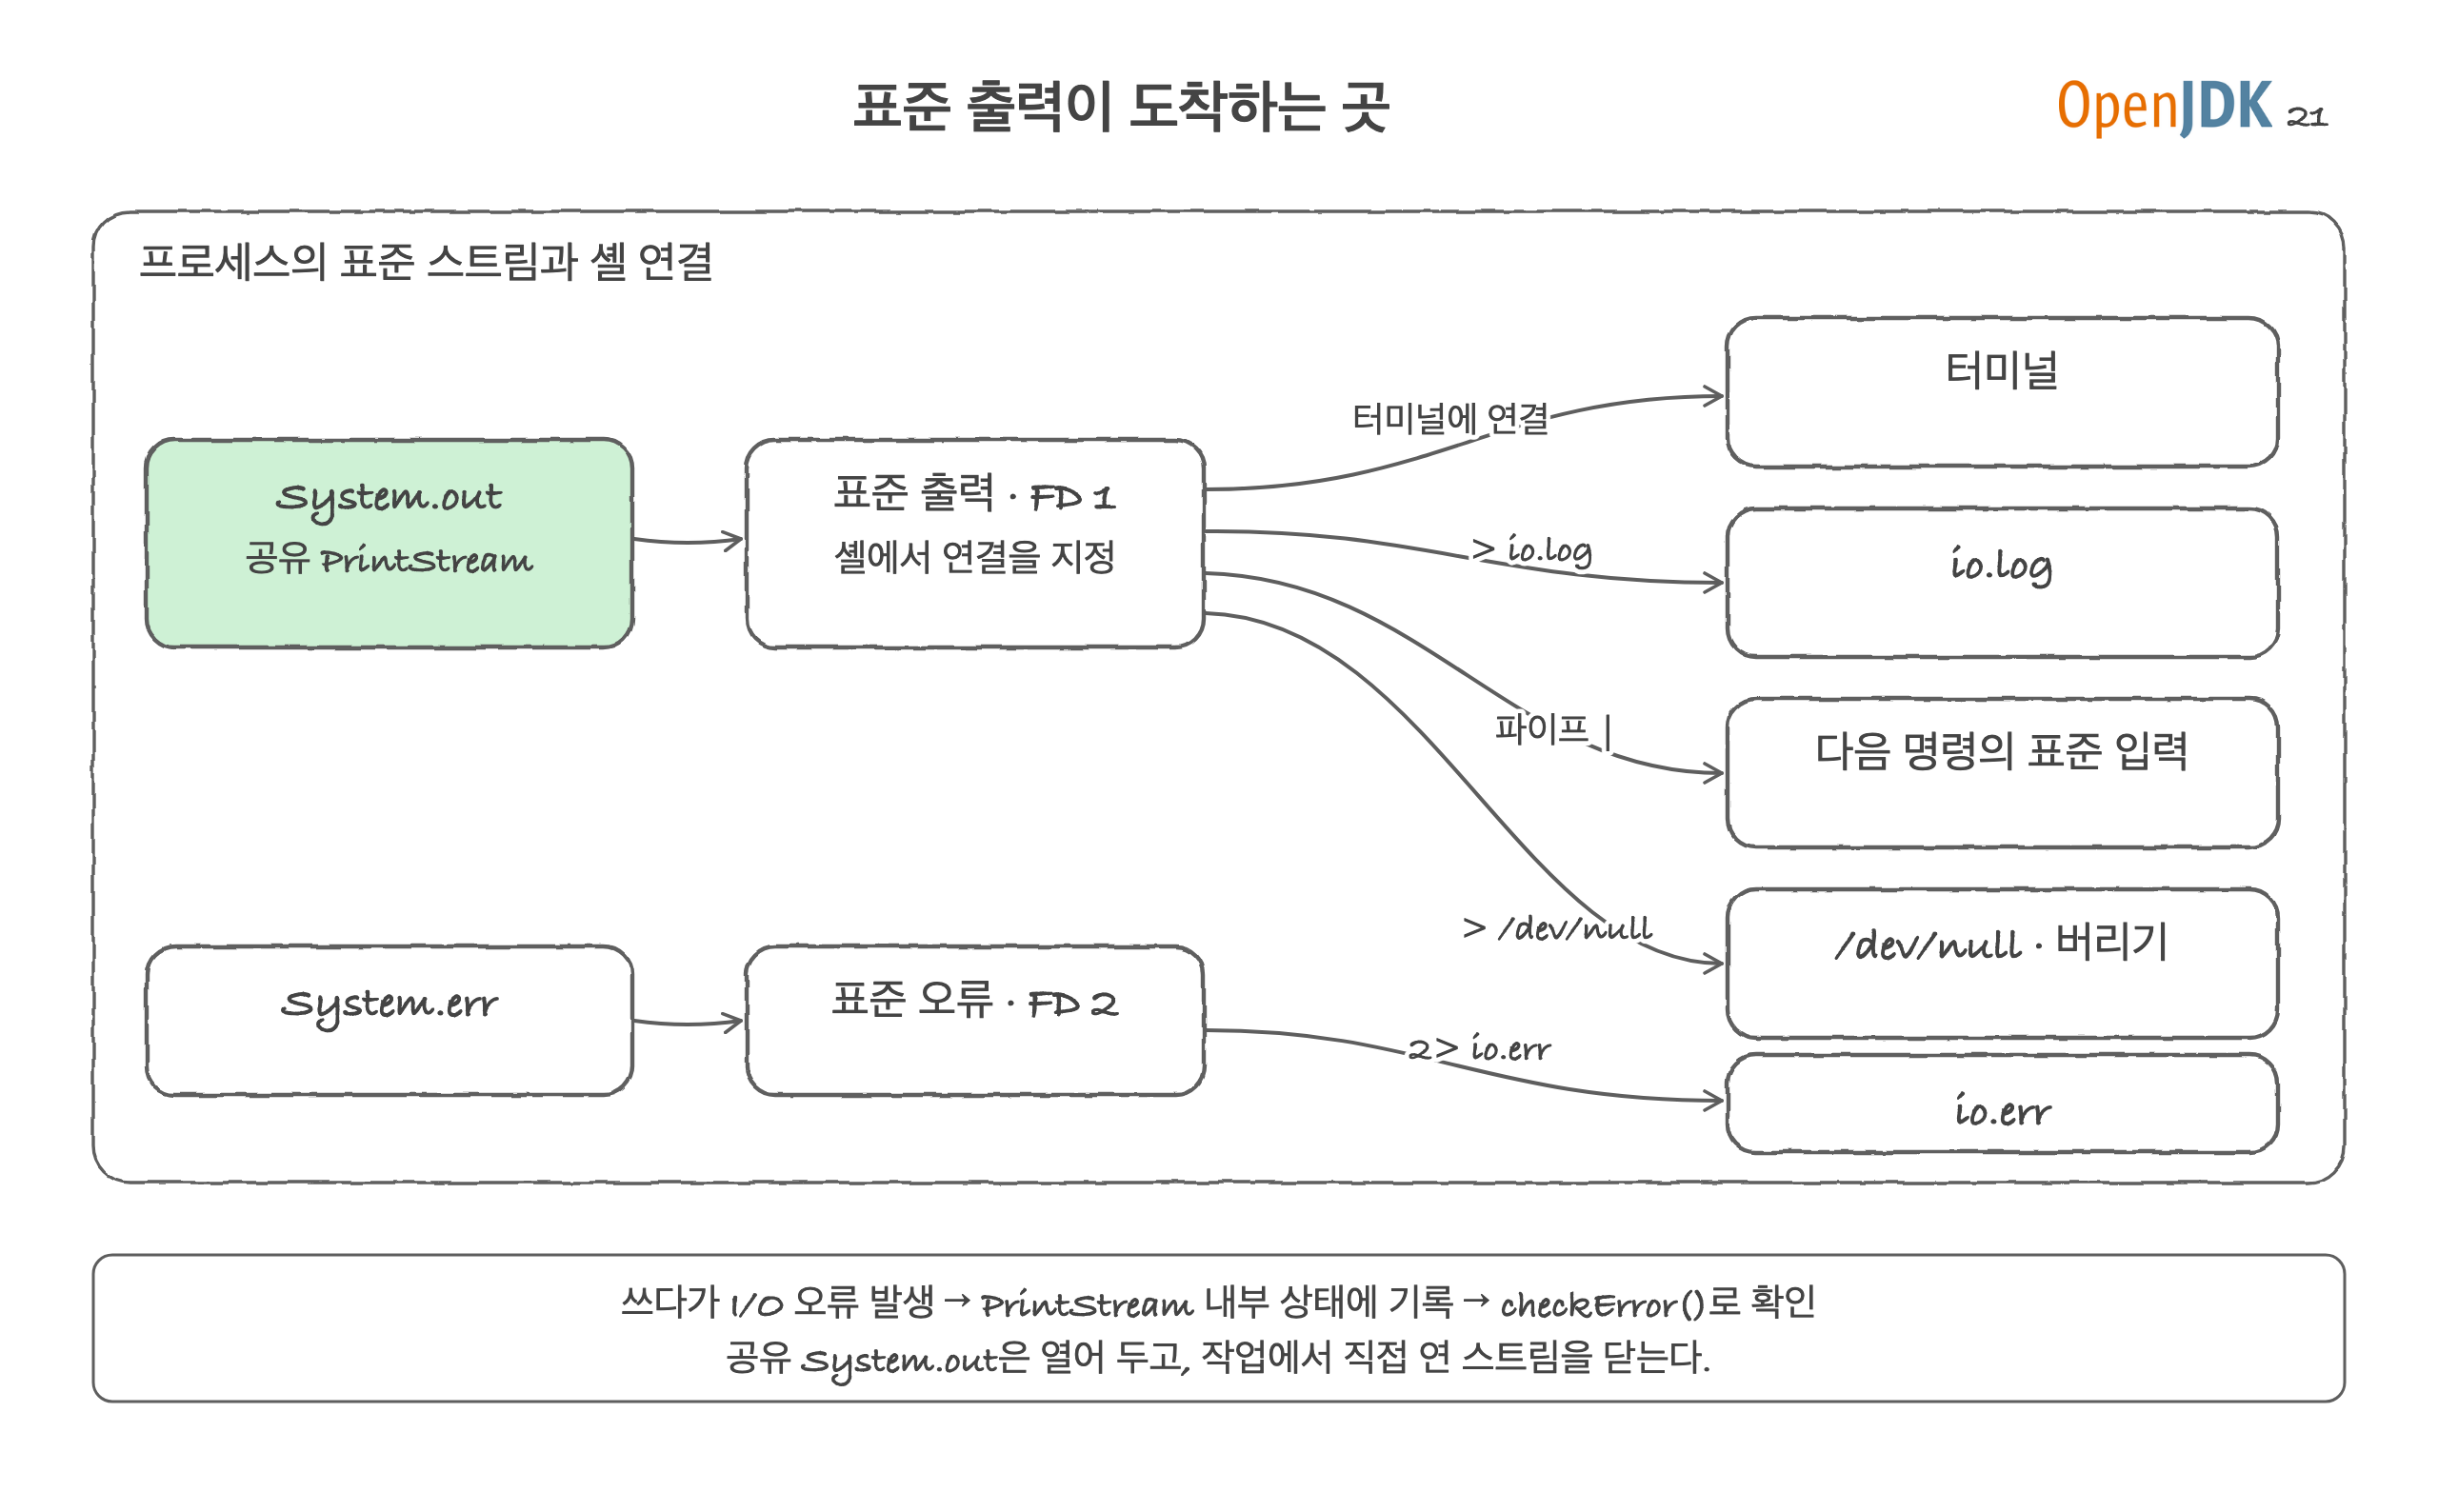 표준 출력이 도착하는 곳
OpenJDK 21
프로세스의 표준 스트림과 셸 연결
System.out
공유 PrintStream
표준 출력 · FD 1
셸에서 연결을 지정
터미널에 연결
> io.log
파이프 |
> /dev/null
터미널
io.log
다음 명령의 표준 입력
/dev/null · 버리기
System.err
표준 오류 · FD 2
2> io.err
io.err
쓰다가 I/O 오류 발생 → PrintStream 내부 상태에 기록 → checkError()로 확인
공유 System.out은 열어 두고, 작업에서 직접 연 스트림을 닫는다.